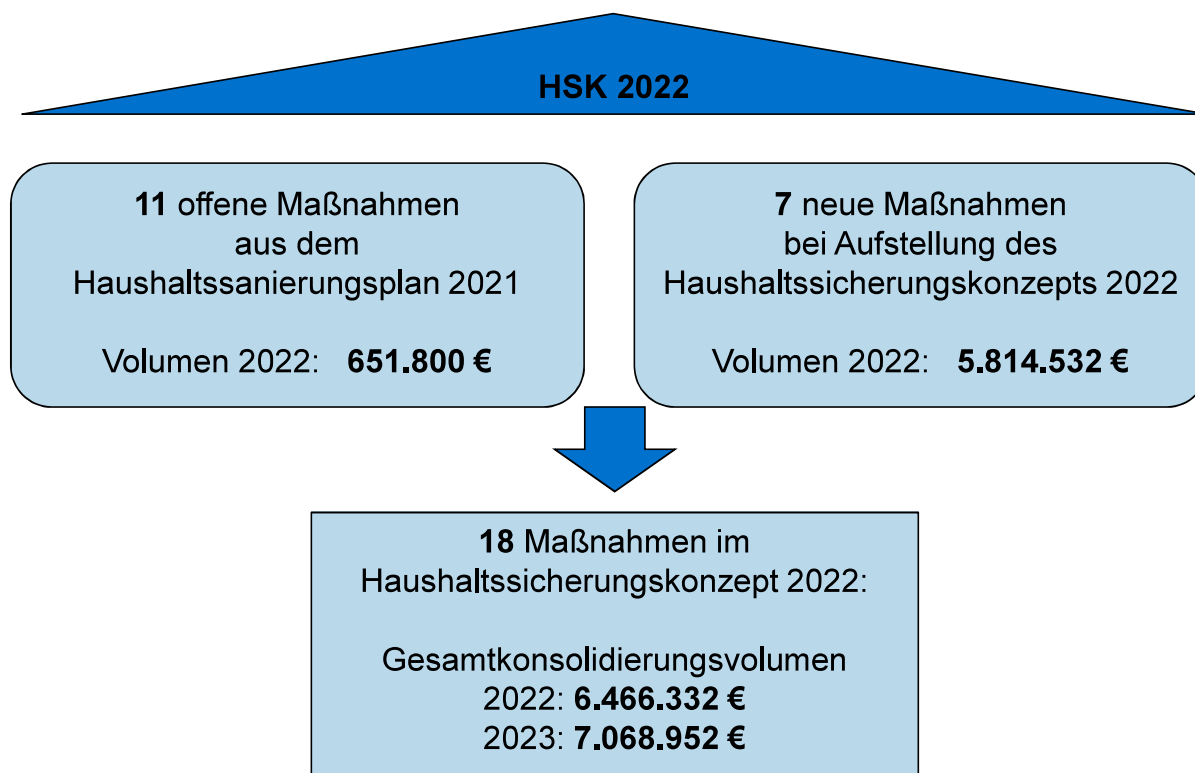 HSK 2022
11 offene Maßnahmen
aus dem
Haushaltssanierungsplan 2021
Volumen 2022: 651.800 €
7 neue Maßnahmen
bei Aufstellung des
Haushaltssicherungskonzepts 2022
Volumen 2022: 5.814.532 €
18 Maßnahmen im
Haushaltssicherungskonzept 2022:
Gesamtkonsolidierungsvolumen
2022: 6.466.332 €
2023: 7.068.952 €